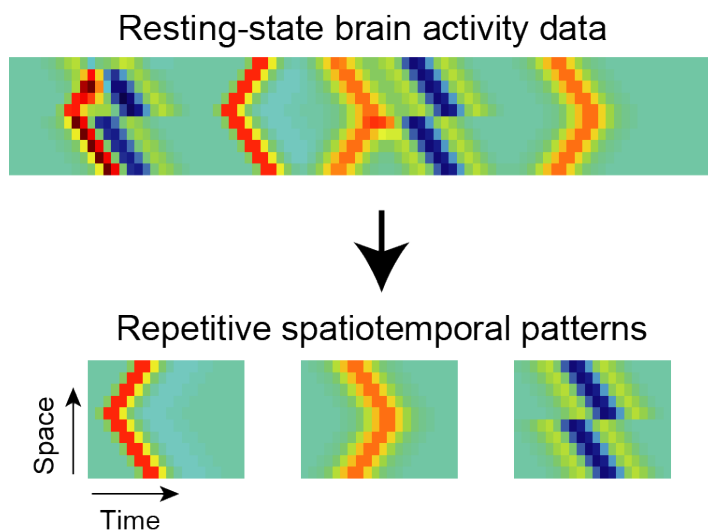 Resting-state brain activity data
Repetitive spatiotemporal patterns
Space
Time